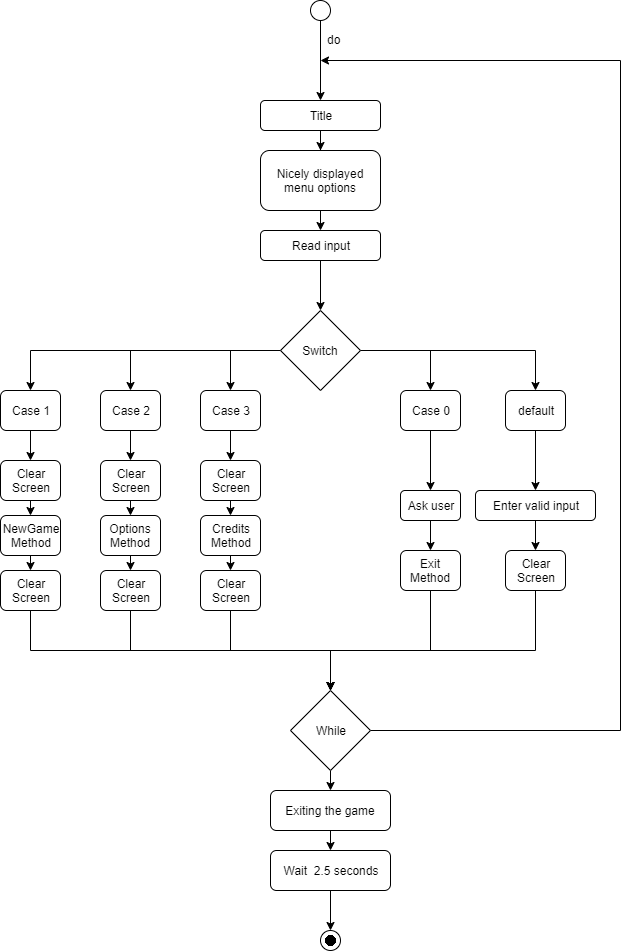 do
Title
Nicely displayed
menu options
Read input
Switch
Case 1
Case 2
Case 3
Case 0
default
Clear
Screen
Clear
Screen
Clear
Screen
Ask user
Enter valid input
NewGame
Method
Options
Method
Credits
Method
Exit
Method
Clear
Screen
Clear
Screen
Clear
Screen
Clear
Screen
While
Exiting the game
Wait 2.5 seconds